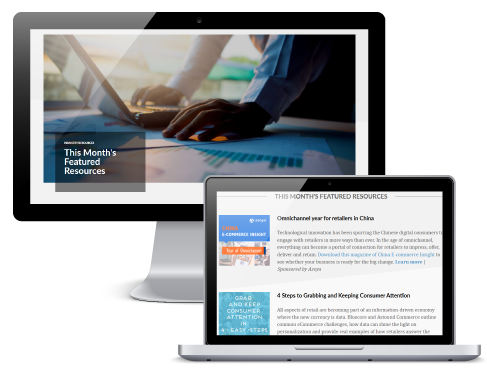 This Month's
Featured
Resources
THIS MONTH'S FEATURED RESOURCES
Omnichannel year for retailers in China
Technological innovation has been spurring the Chinese digital consumers to
engage with retailers in more ways than ever. In the age of omnichannel,
everything can become a portal of connection for retailers to impress, offer,
deliver and retain. Download this magazine of China E-commerce Insight to
see whether your business is ready for the big change. Learn more |
Sponsored by Azoya
Azoya
E-COMMERCE INSIGHT
4 Steps to Grabbing and Keeping Consumer Attention
All aspects of retail are becoming part of an information driven economy
where the new currency is data. Bluecore and Astound Commerce outline
common eCommerce challenges, how data can shine the light on
personalization and provide real examples of how retailers answer the
GRAB
AND KEEP
CONSUMER
ATTENTION
IN
4 EASY STEPS